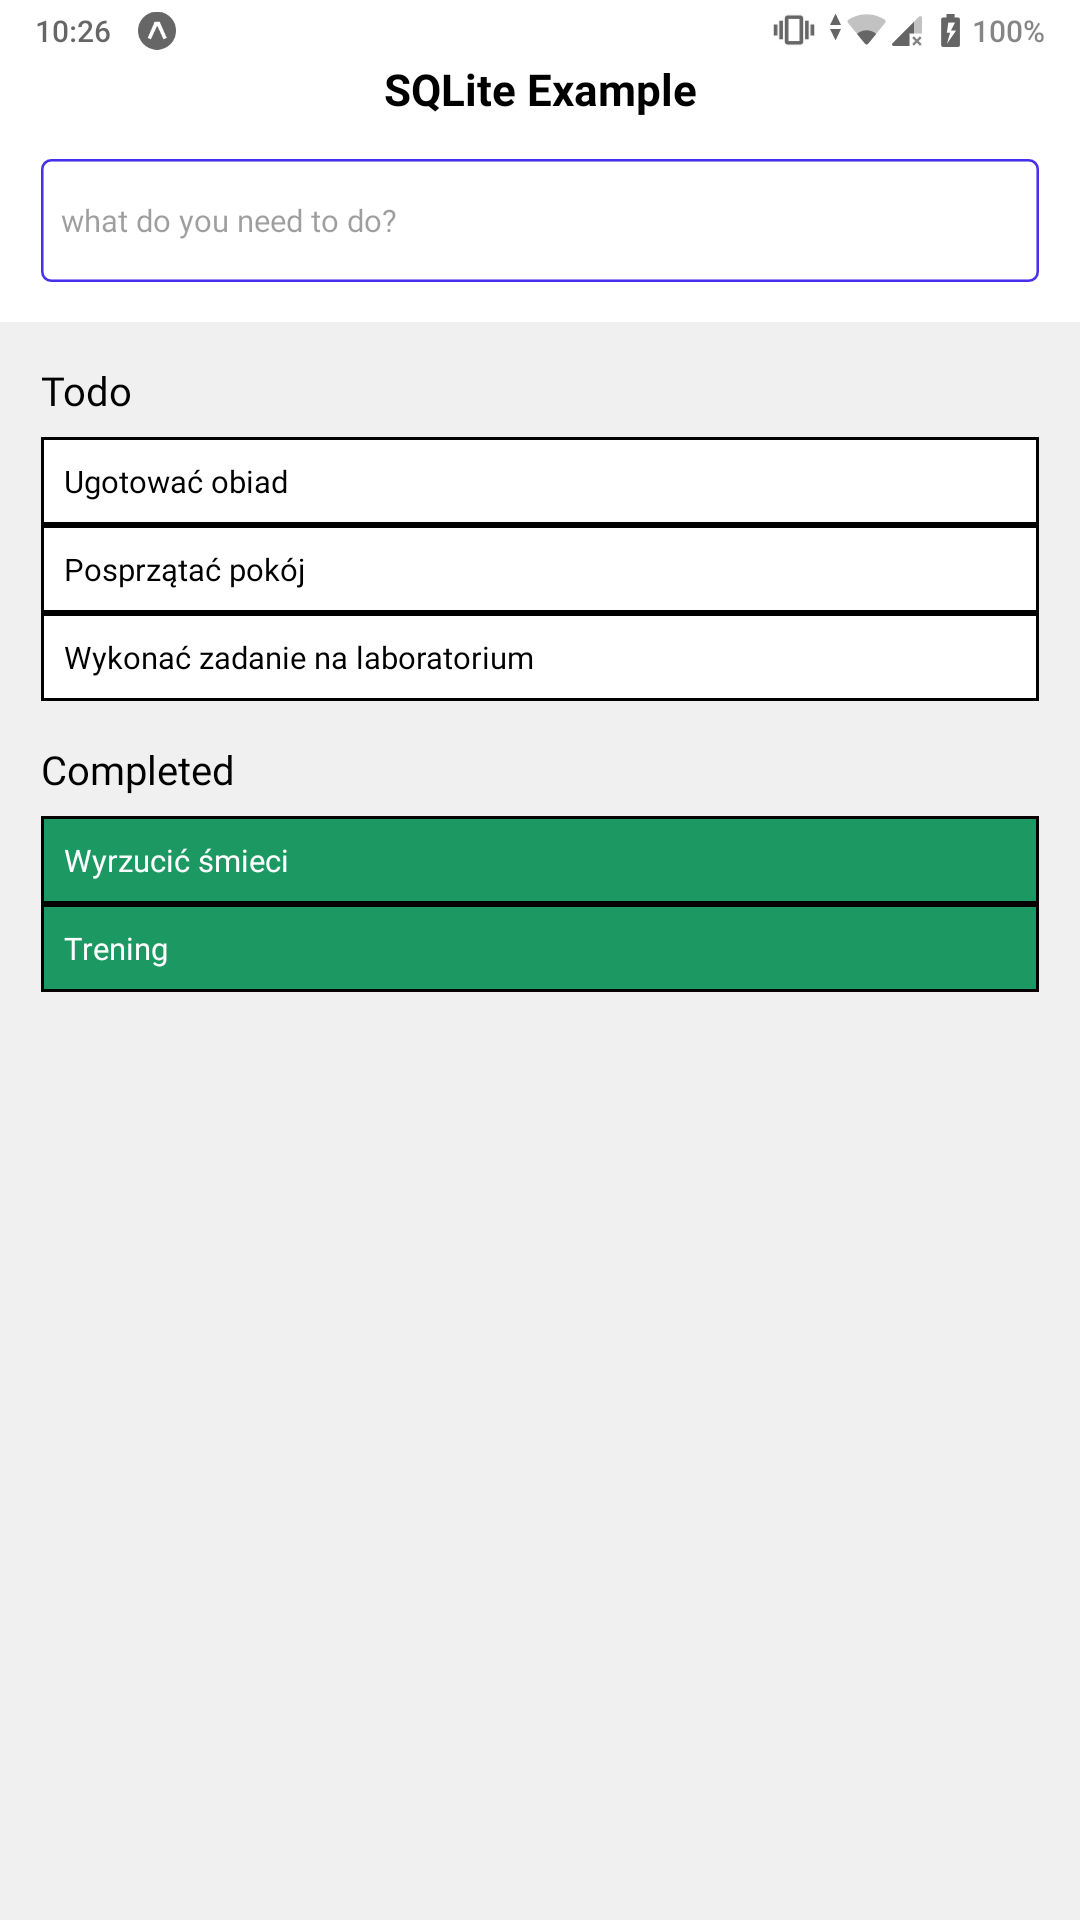 10:26 100%
SQLite Example
what do you need to do?
Todo
Ugotować obiad
Posprzątać pokój
Wykonać zadanie na laboratorium
Completed
Wyrzucić śmieci
Trening